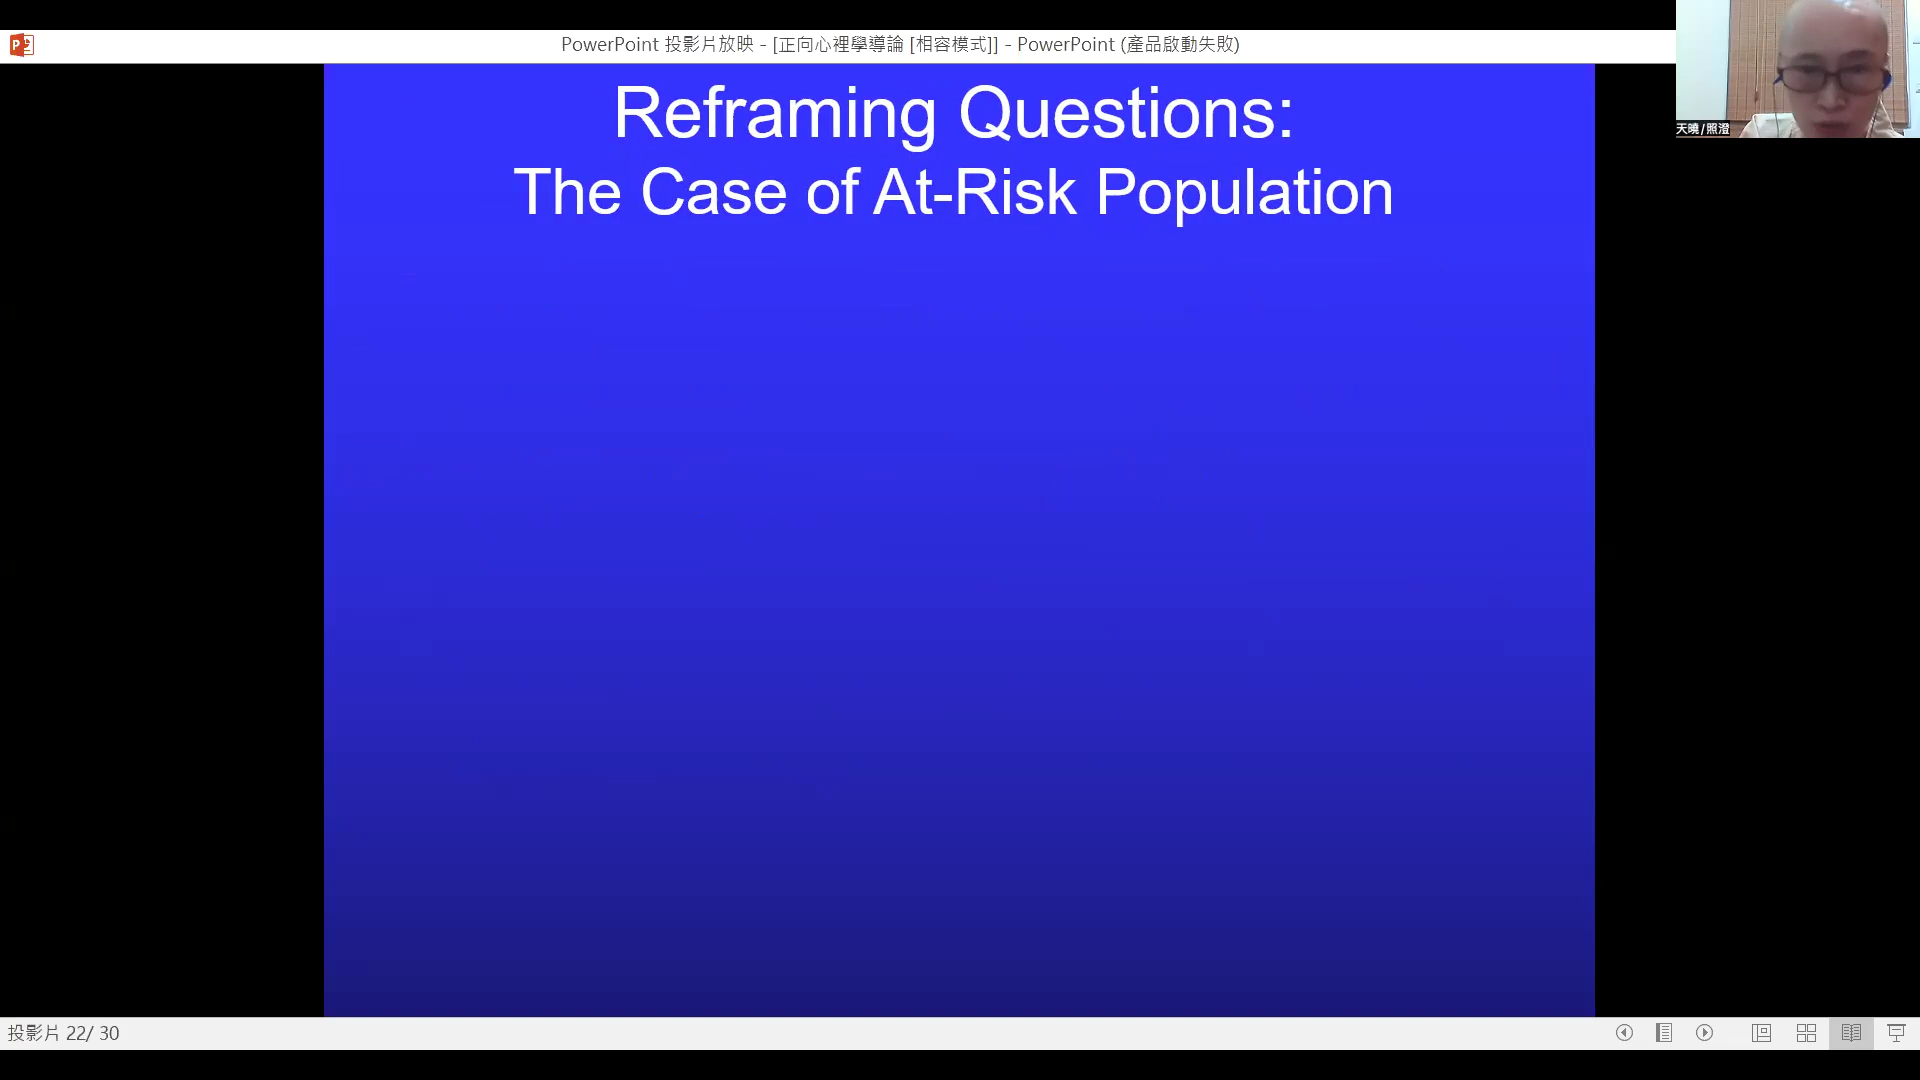 PowerPoint 投影片放映 - [正向心裡學導論 [相容模式]] - PowerPoint (產品啟動失敗)
天曉/照澄
Reframing Questions:
The Case of At-Risk Population
投影片 22/ 30